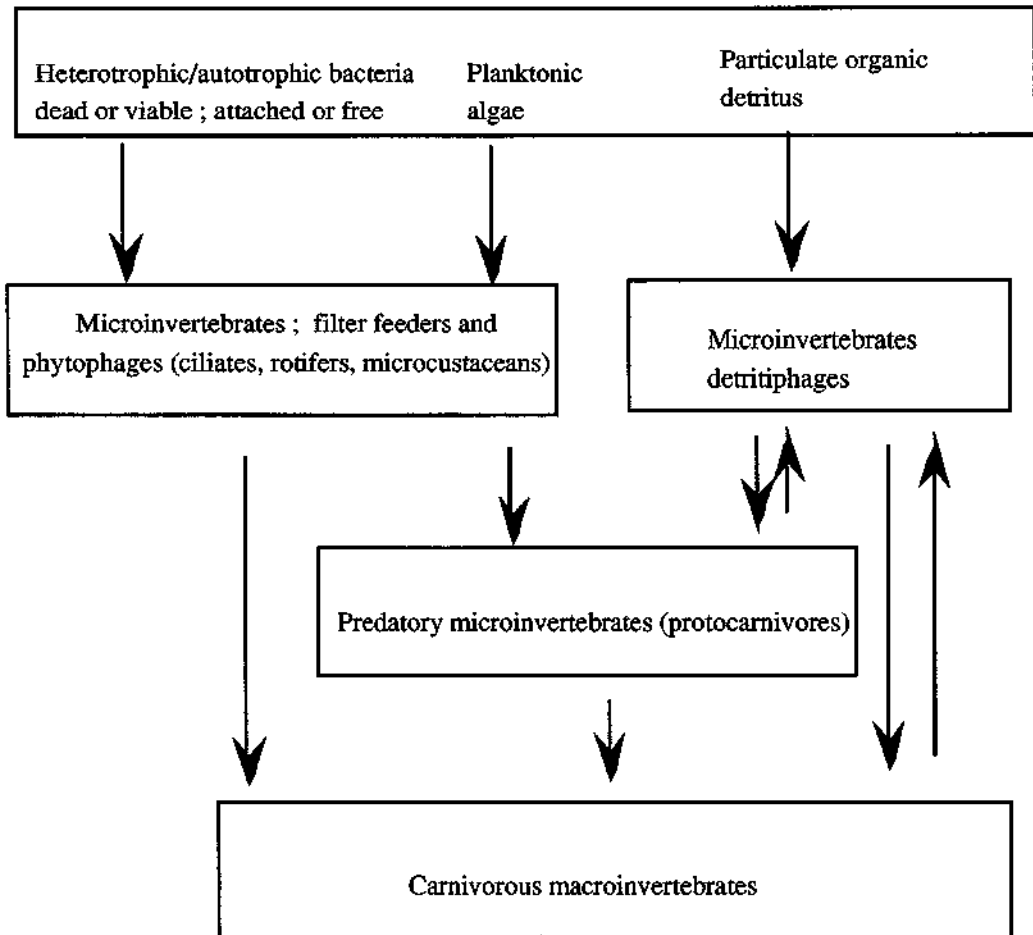 Heterotrophic/autotrophic bacteria
dead or viable ; attached or free
Planktonic
algae
Particulate organic
detritus
Microinvertebrates ; filter feeders and
phytophages (ciliates, rotifers, microcustaceans)
Microinvertebrates
detritiphages
Predatory microinvertebrates (protocarnivores)
Carnivorous macroinvertebrates